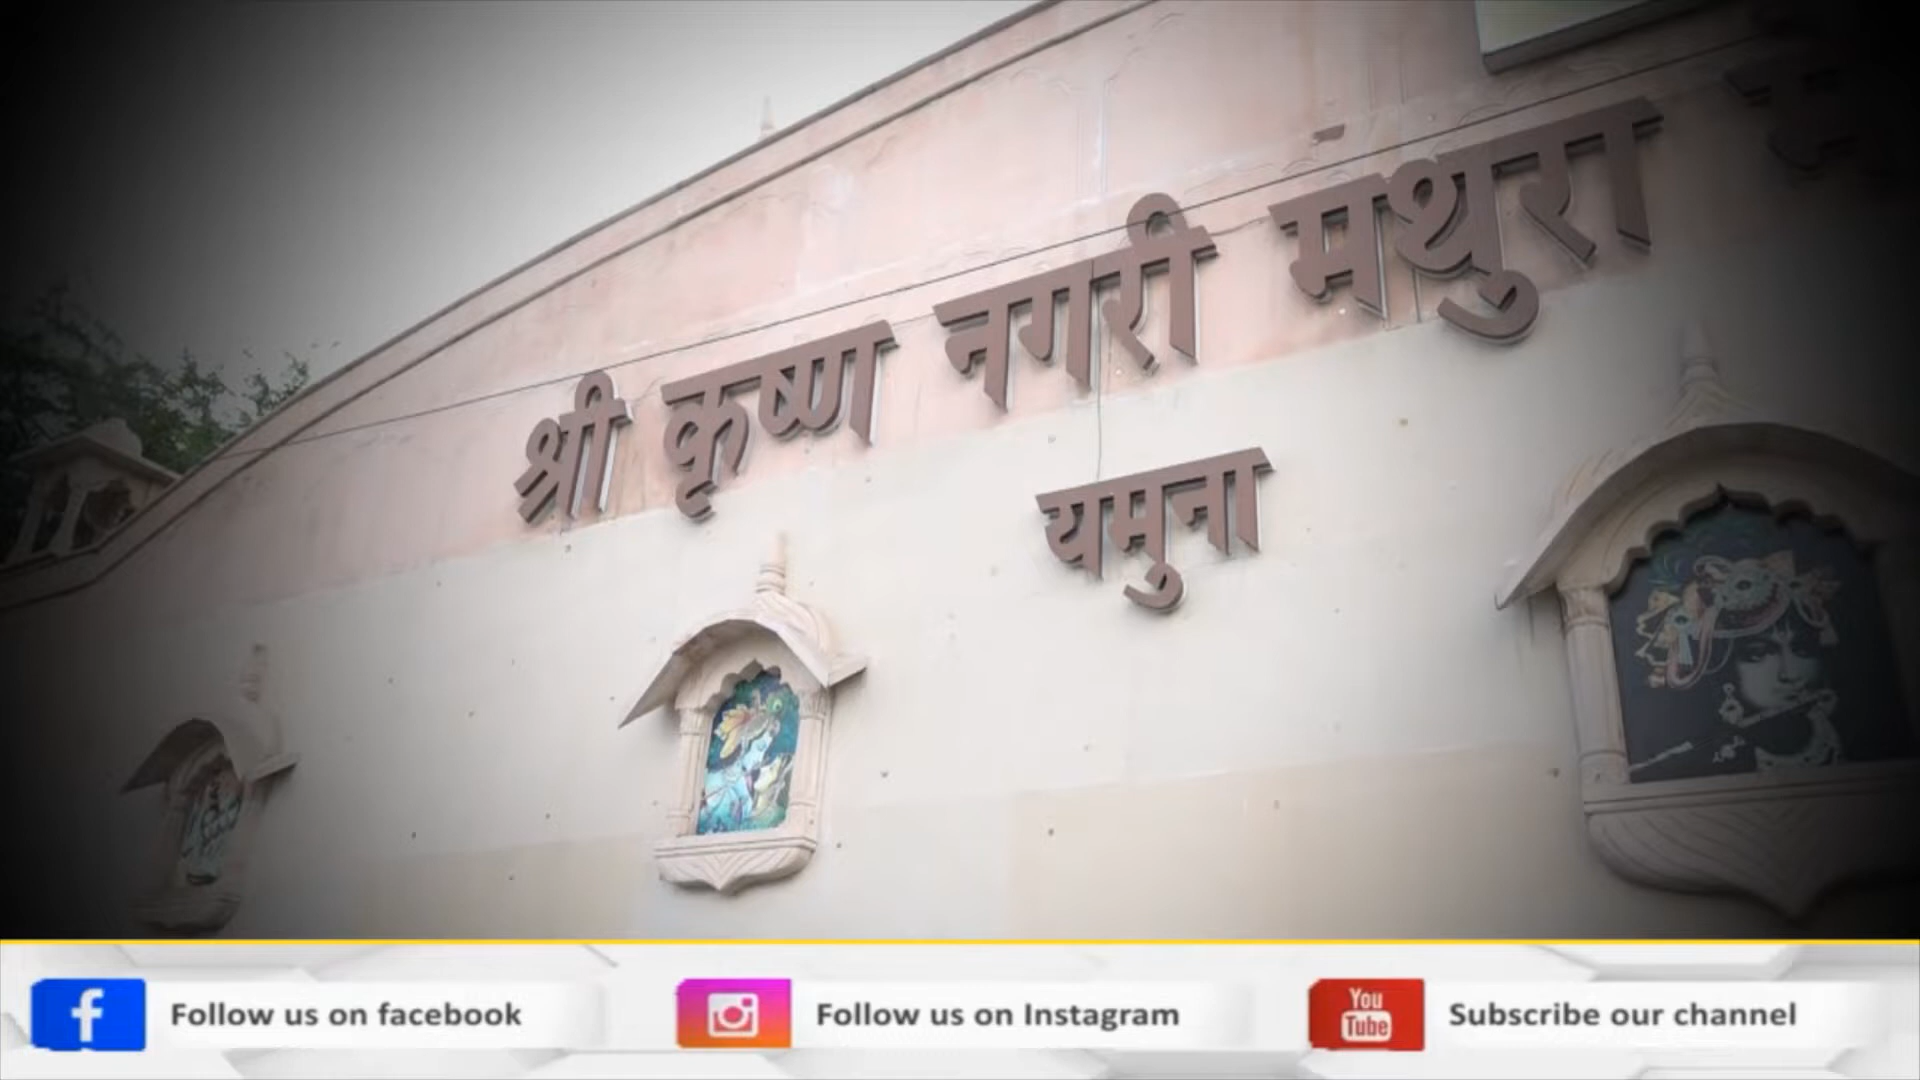 श्री कृष्ण नगरी मथुरा
यमुना
Follow us on facebook
Follow us on Instagram
You
Tube
Subscribe our channel